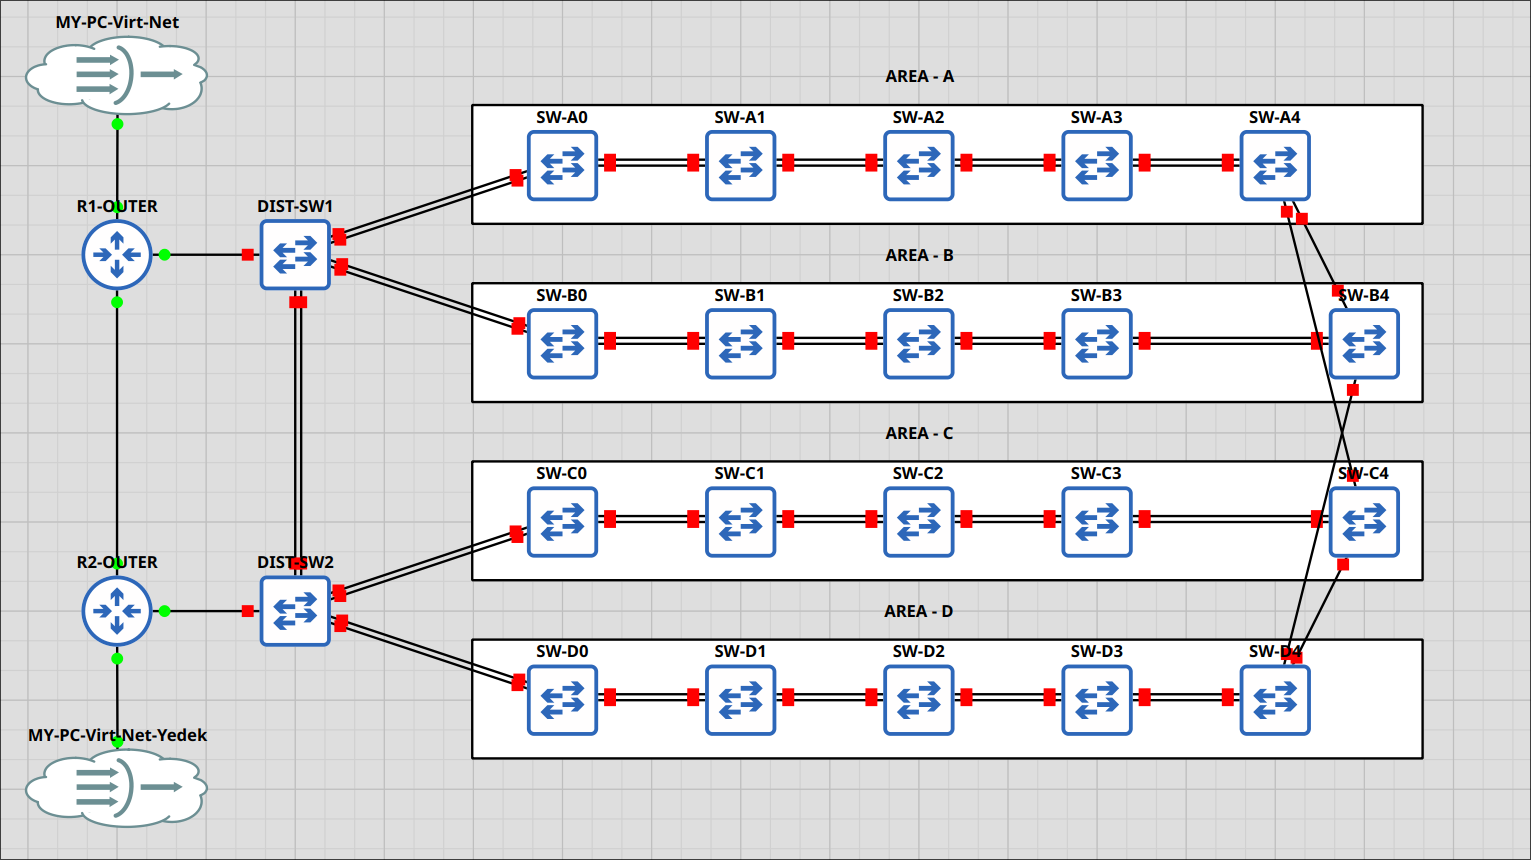 MY-PC-Virt-Net
AREA - A
SW-A0
SW-A1
SW-A2
SW-A3
SW-A4
R1-OUTER
DIST-SW1
AREA - B
SW-B0
SW-B1
SW-B2
SW-B3
SW-B4
AREA - C
SW-C0
SW-C1
SW-C2
SW-C3
SW-C4
R2-OUTER
DIST-SW2
AREA - D
SW-D0
SW-D1
SW-D2
SW-D3
SW-D4
MY-PC-Virt-Net-Yedek